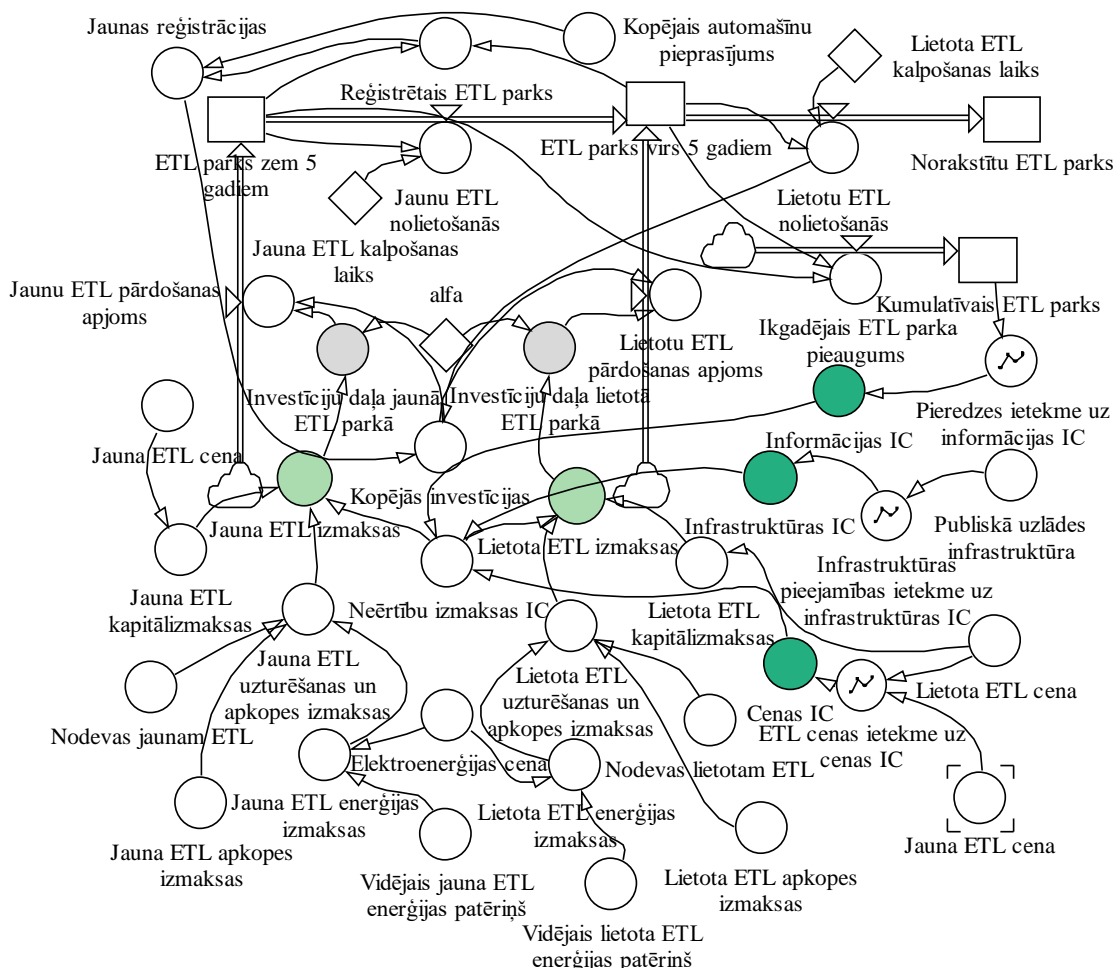 Jaunas reģistrācijas
Kopējais automašīnu
pieprasījums
Lietota ETL
kalpošanas laiks
Reģistrētais ETL parks
ETL parks zem 5
gadiem
ETL parks virs 5 gadiem
Norakstītu ETL parks
Jaunu ETL
nolietošanās
Lietotu ETL
nolietošanās
Jauna ETL kalpošanas
laiks
Jaunu ETL pārdošanas
apjoms
alfa
Kumulatīvais ETL parks
Lietotu ETL
pārdošanas apjoms
Ikgadējais ETL parka
pieaugums
Investīciju daļa jaunā
ETL parkā
Investīciju daļa lietotā
ETL parkā
Pieredzes ietekme uz
informācijas IC
Jauna ETL cena
Informācijas IC
Kopējās investīcijas
Jauna ETL izmaksas
Lietota ETL izmaksas
Infrastruktūras IC
Publiskā uzlādes
infrastruktūra
Jauna ETL
kapitālizmaksas
Neērtību izmaksas IC
Lietota ETL
kapitālizmaksas
Infrastruktūras
pieejamības ietekme uz
infrastruktūras IC
Jauna ETL
uzturēšanas un
apkopes izmaksas
Lietota ETL
uzturēšanas un
apkopes izmaksas
Lietota ETL cena
Cenas IC
ETL cenas ietekme uz
cenas IC
Nodevas jaunam ETL
Elektroenerģijas cena
Nodevas lietotam ETL
Jauna ETL enerģijas
izmaksas
Lietota ETL enerģijas
izmaksas
Jauna ETL cena
Jauna ETL apkopes
izmaksas
Vidējais jauna ETL
enerģijas patēriņš
Lietota ETL apkopes
izmaksas
Vidējais lietota ETL
enerģijas patēriņš